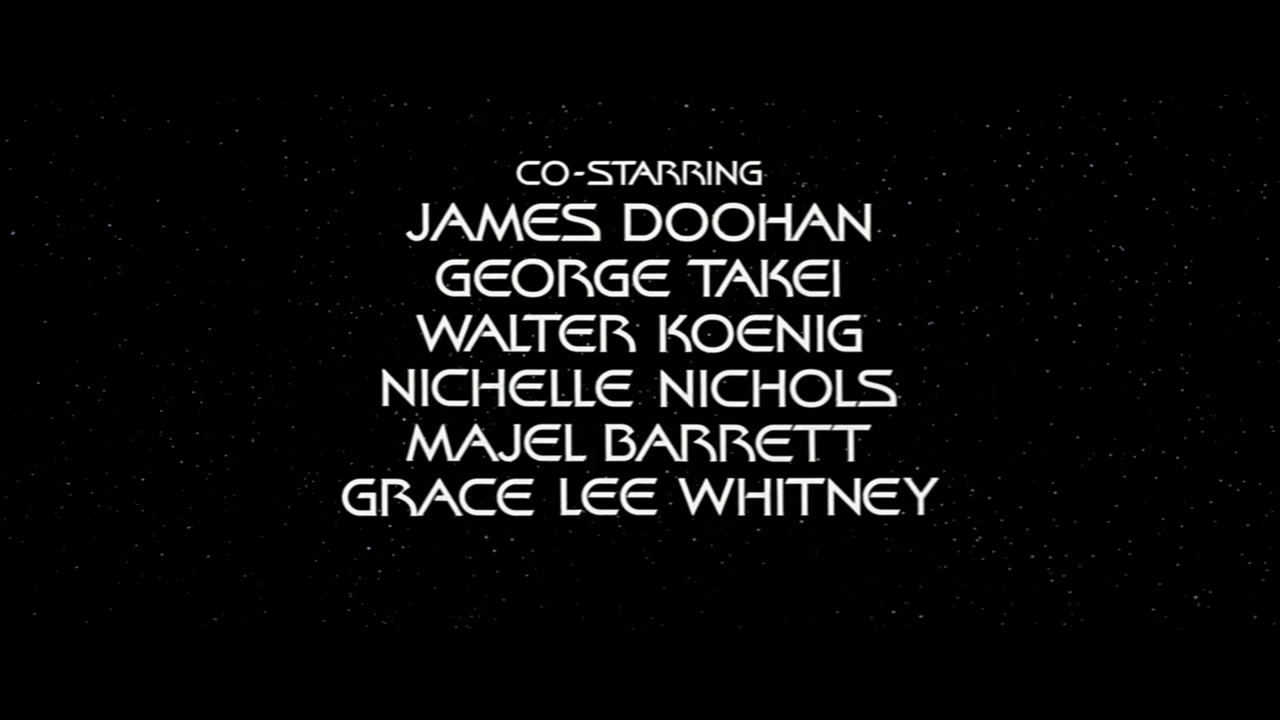 CO-STARRING
JAMES DOOHAN
GEORGE TAKEI
WALTER KOENIG
NICHELLE NICHOLS
MAJEL BARRETT
GRACE LEE WHITNEY